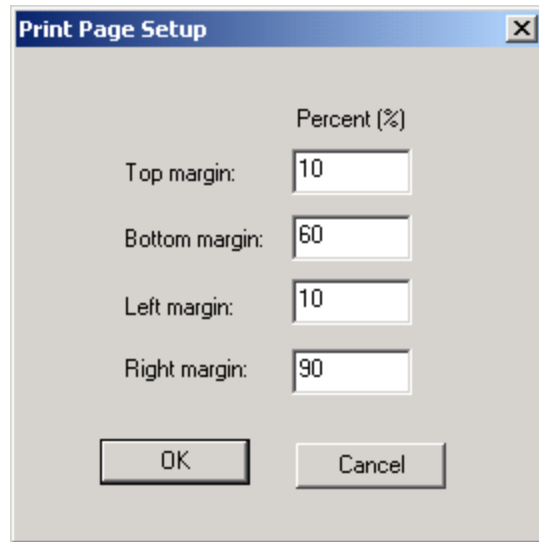 Print Page Setup
Percent (%)
Top margin: 10
Bottom margin: 60
Left margin: 10
Right margin: 90
OK Cancel